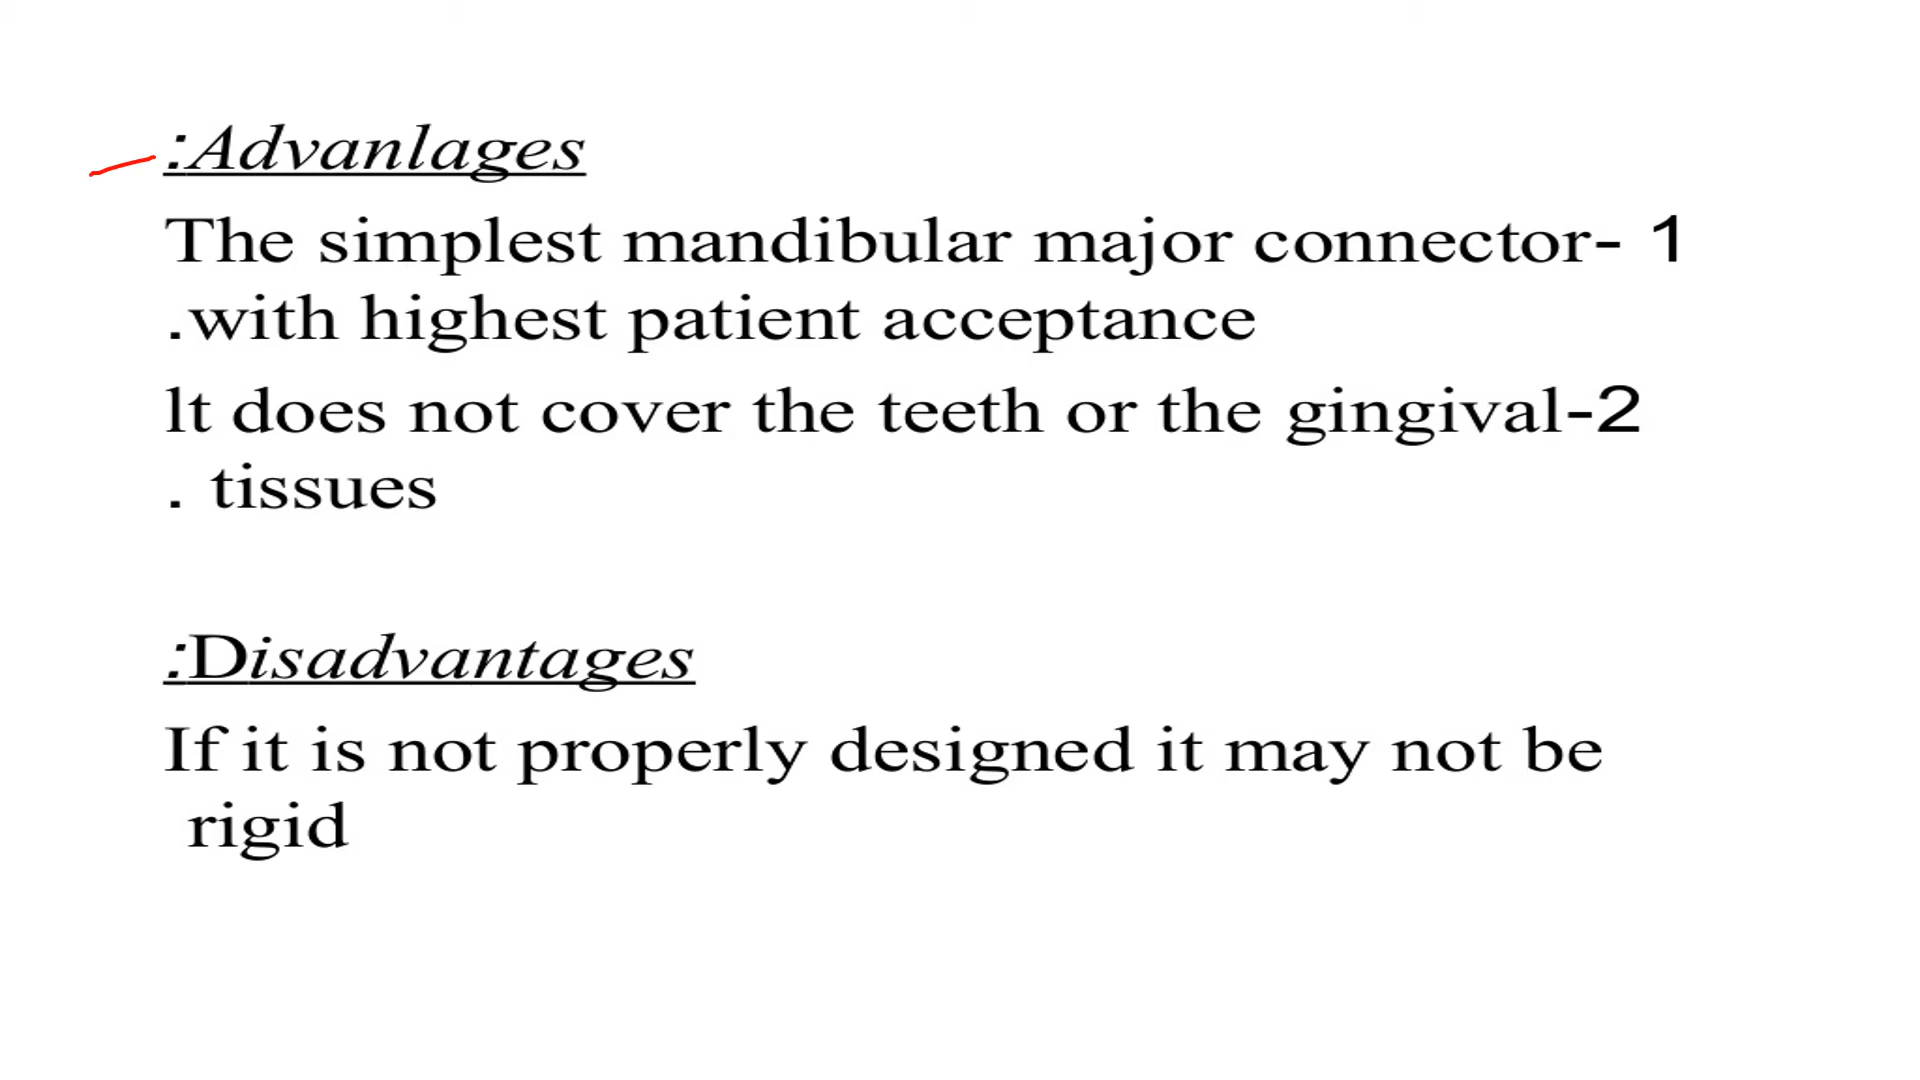 :Advanlages
The simplest mandibular major connector- 1
.with highest patient acceptance
lt does not cover the teeth or the gingival-2
. tissues
:Disadvantages
If it is not properly designed it may not be
rigid